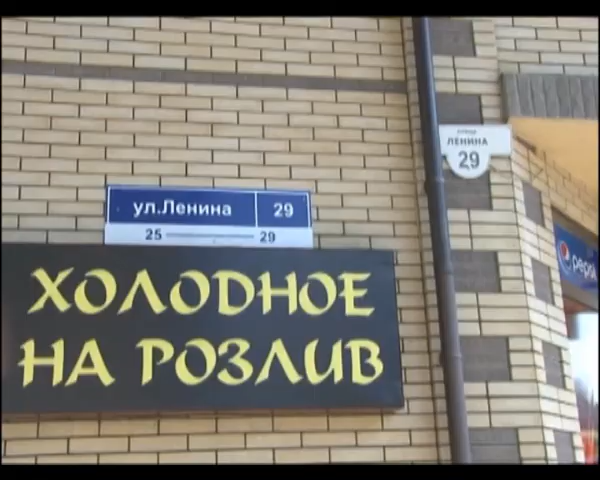 ул.Ленина 29
25 29
УЛИЦА
ЛЕНИНА
29
ХОЛОДНОЕ
НА РОЗЛИВ
pepsi